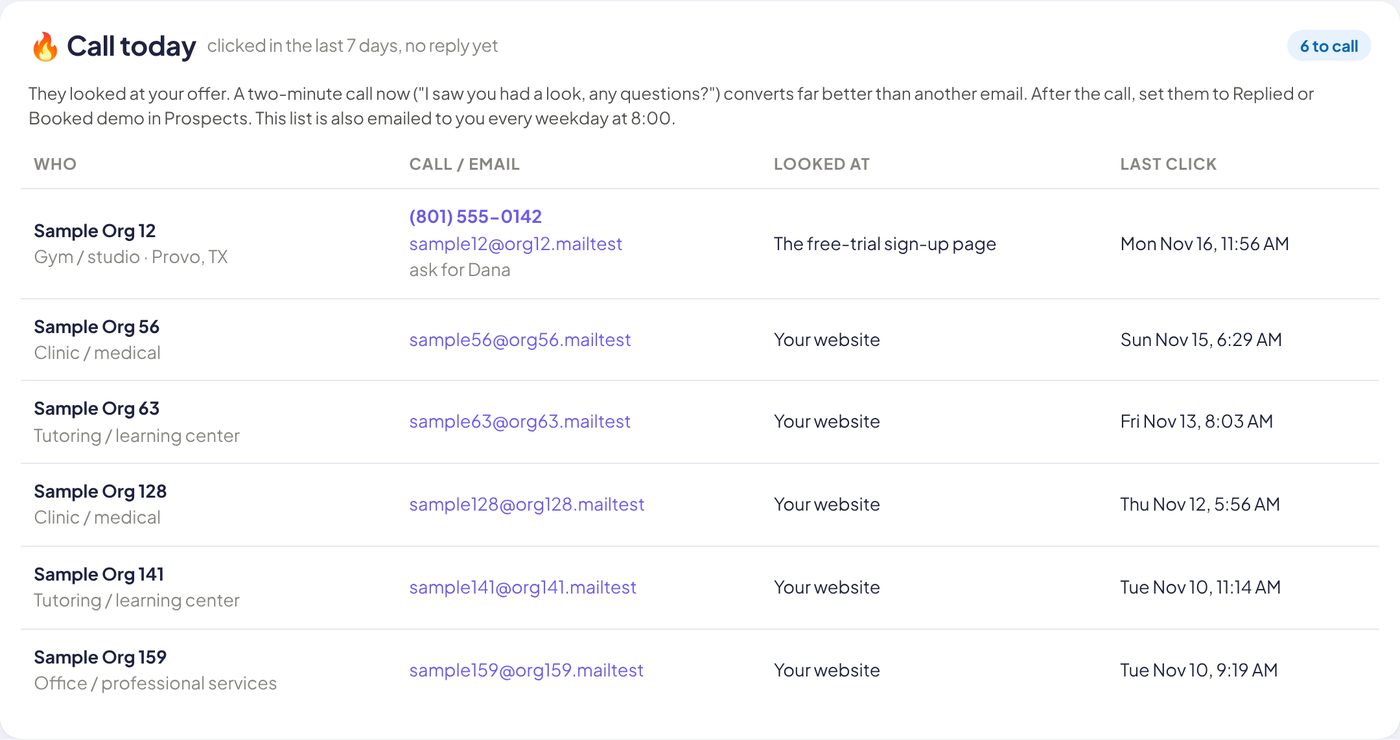 🔥 Call today clicked in the last 7 days, no reply yet 6 to call
They looked at your offer. A two-minute call now ("I saw you had a look, any questions?") converts far better than another email. After the call, set them to Replied or
Booked demo in Prospects. This list is also emailed to you every weekday at 8:00.
WHO CALL / EMAIL LOOKED AT LAST CLICK
Sample Org 12
Gym / studio · Provo, TX
(801) 555-0142
sample12@org12.mailtest
ask for Dana
The free-trial sign-up page
Mon Nov 16, 11:56 AM
Sample Org 56
Clinic / medical
sample56@org56.mailtest
Your website
Sun Nov 15, 6:29 AM
Sample Org 63
Tutoring / learning center
sample63@org63.mailtest
Your website
Fri Nov 13, 8:03 AM
Sample Org 128
Clinic / medical
sample128@org128.mailtest
Your website
Thu Nov 12, 5:56 AM
Sample Org 141
Tutoring / learning center
sample141@org141.mailtest
Your website
Tue Nov 10, 11:14 AM
Sample Org 159
Office / professional services
sample159@org159.mailtest
Your website
Tue Nov 10, 9:19 AM